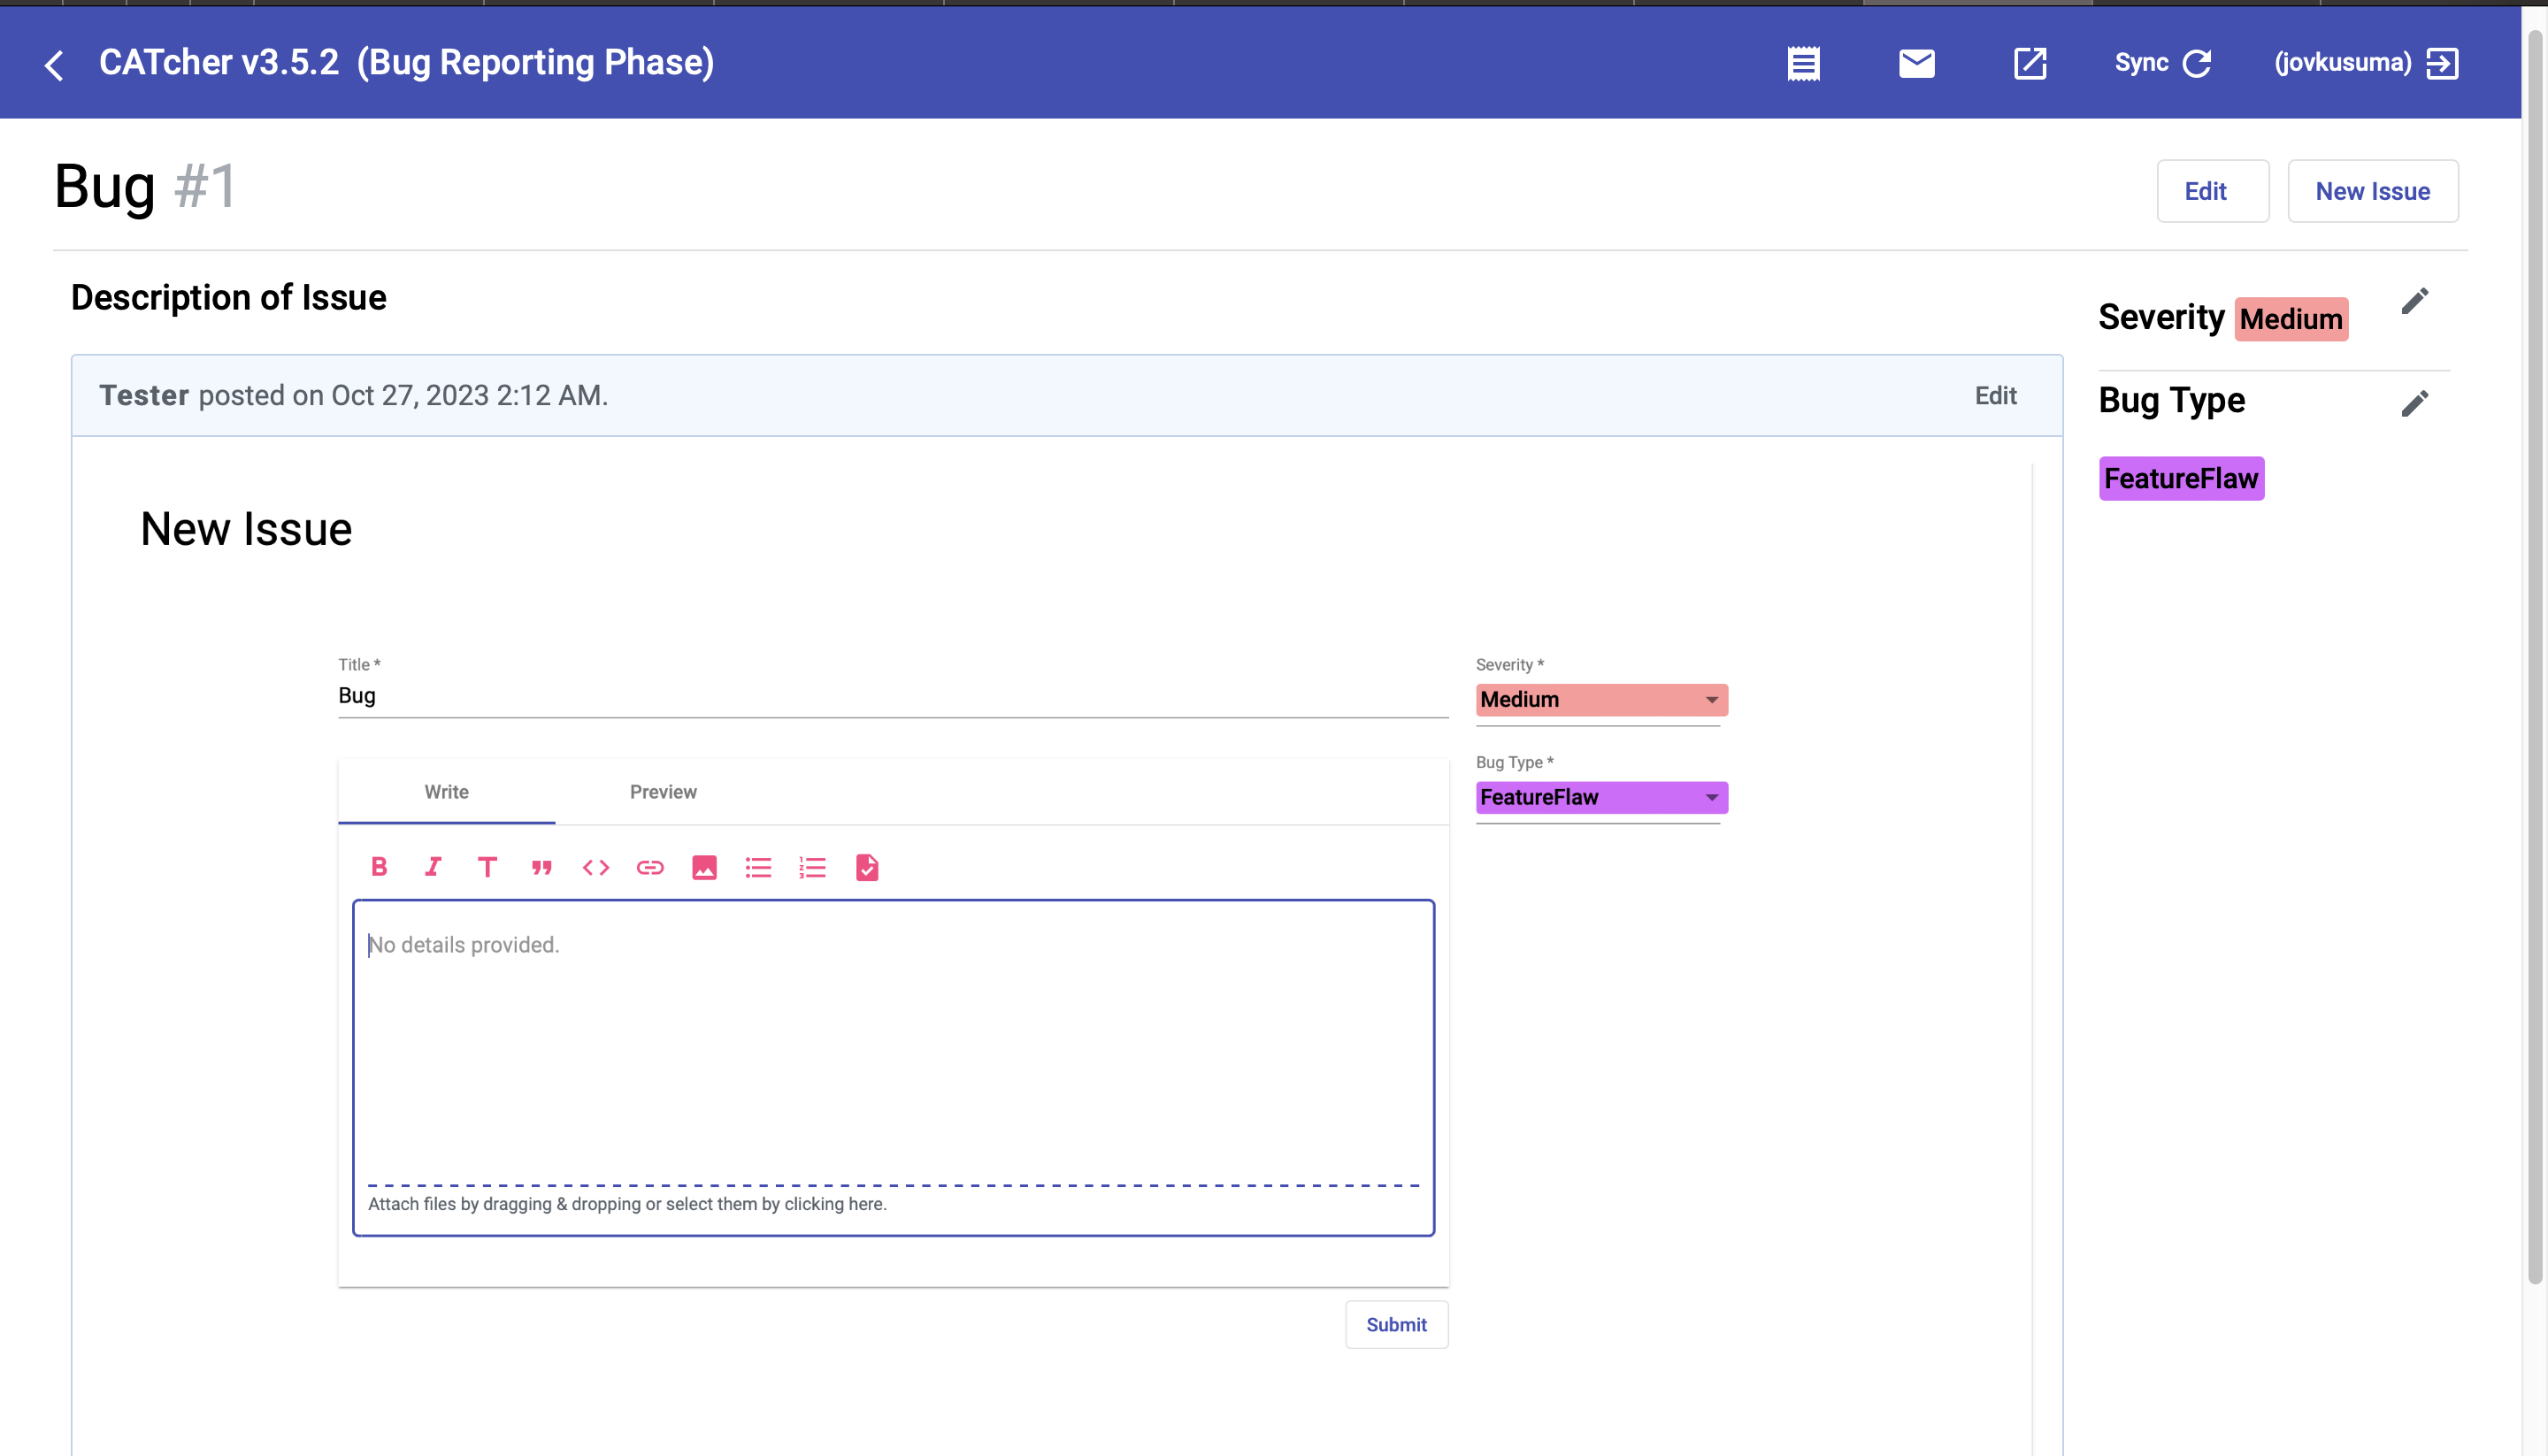 CATcher v3.5.2 (Bug Reporting Phase)
Sync
(jovkusuma)
Bug #1
Edit
New Issue
Description of Issue
Severity Medium
Tester posted on Oct 27, 2023 2:12 AM.
Edit
Bug Type
FeatureFlaw
New Issue
Title *
Bug
Severity *
Medium
Bug Type *
FeatureFlaw
Write
Preview
No details provided.
Attach files by dragging & dropping or select them by clicking here.
Submit